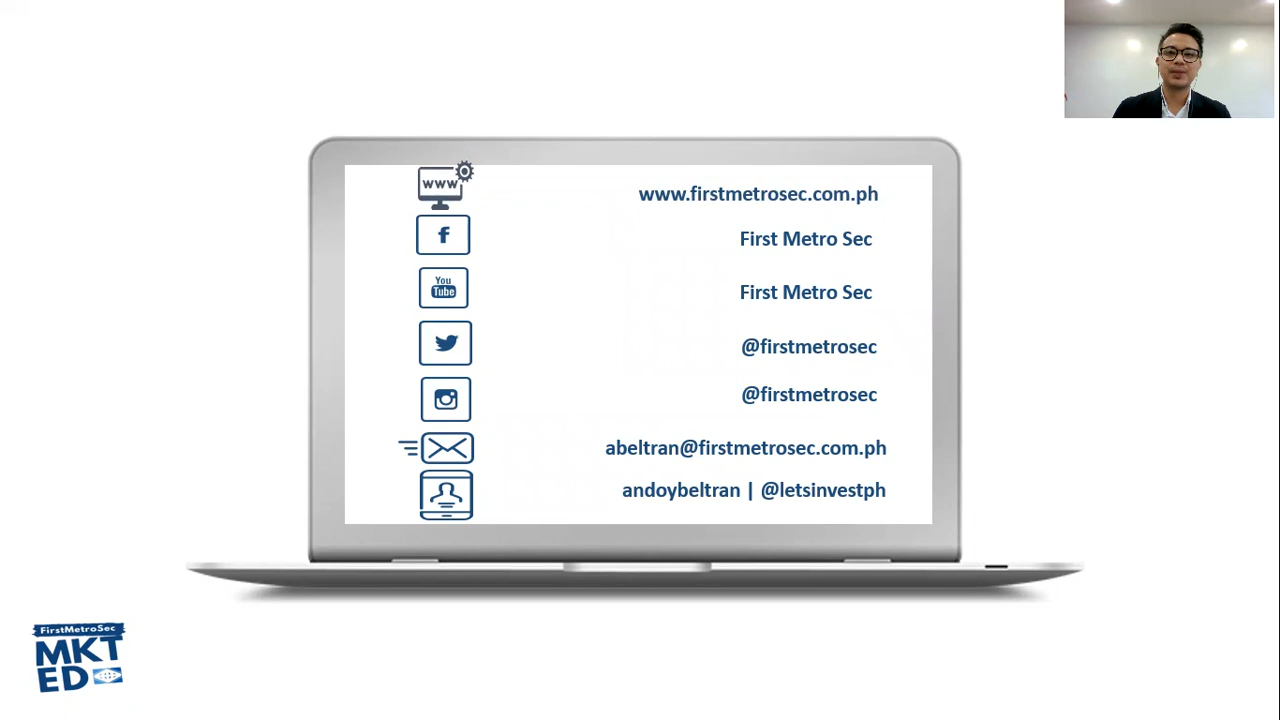 www
www.firstmetrosec.com.ph
f
First Metro Sec
You
Tube
First Metro Sec
@firstmetrosec
@firstmetrosec
abeltran@firstmetrosec.com.ph
andoybeltran | @letsinvestph
FirstMetroSec
MKT
ED